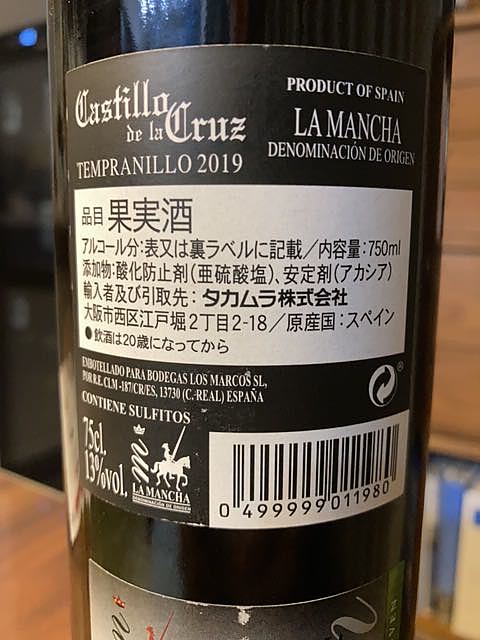 Castillo
de la Cruz
TEMPRANILLO 2019
PRODUCT OF SPAIN
LA MANCHA
DENOMINACIÓN DE ORIGEN
品目 果実酒
アルコール分:表又は裏ラベルに記載/内容量:750ml
添加物:酸化防止剤(亜硫酸塩)、安定剤(アカシア)
輸入者及び引取先:タカムラ株式会社
大阪市西区江戸堀2丁目2-18/原産国:スペイン
●飲酒は20歳になってから
EMBOTELLADO PARA BODEGAS LOS MARCOS SL,
POR R.E. CLM-187/CR/ES, 13730 (C.-REAL) ESPAÑA
CONTIENE SULFITOS
75cl.
13%vol,
m
LA MANCHA
DENOMINACIÓN DE ORIGEN
0 499999 011980